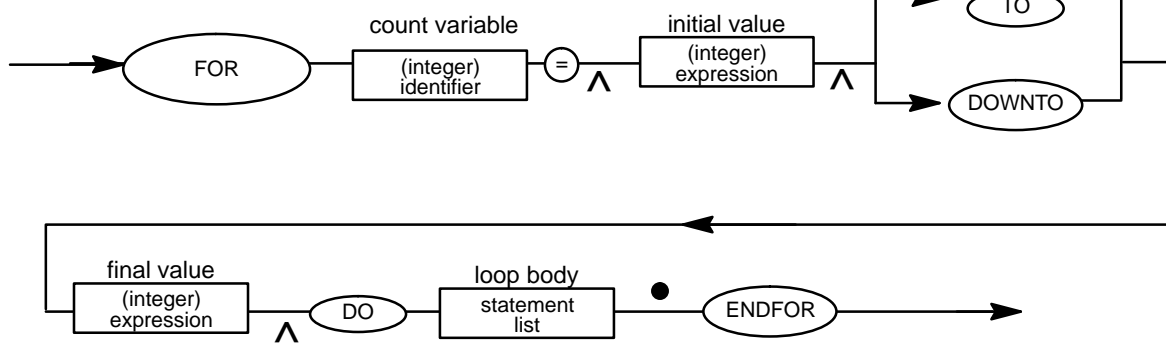 count variable
initial value
TO
FOR
(integer)
identifier
=
^
(integer)
expression
^
DOWNTO
final value
(integer)
expression
^
DO
loop body
statement
list
ENDFOR